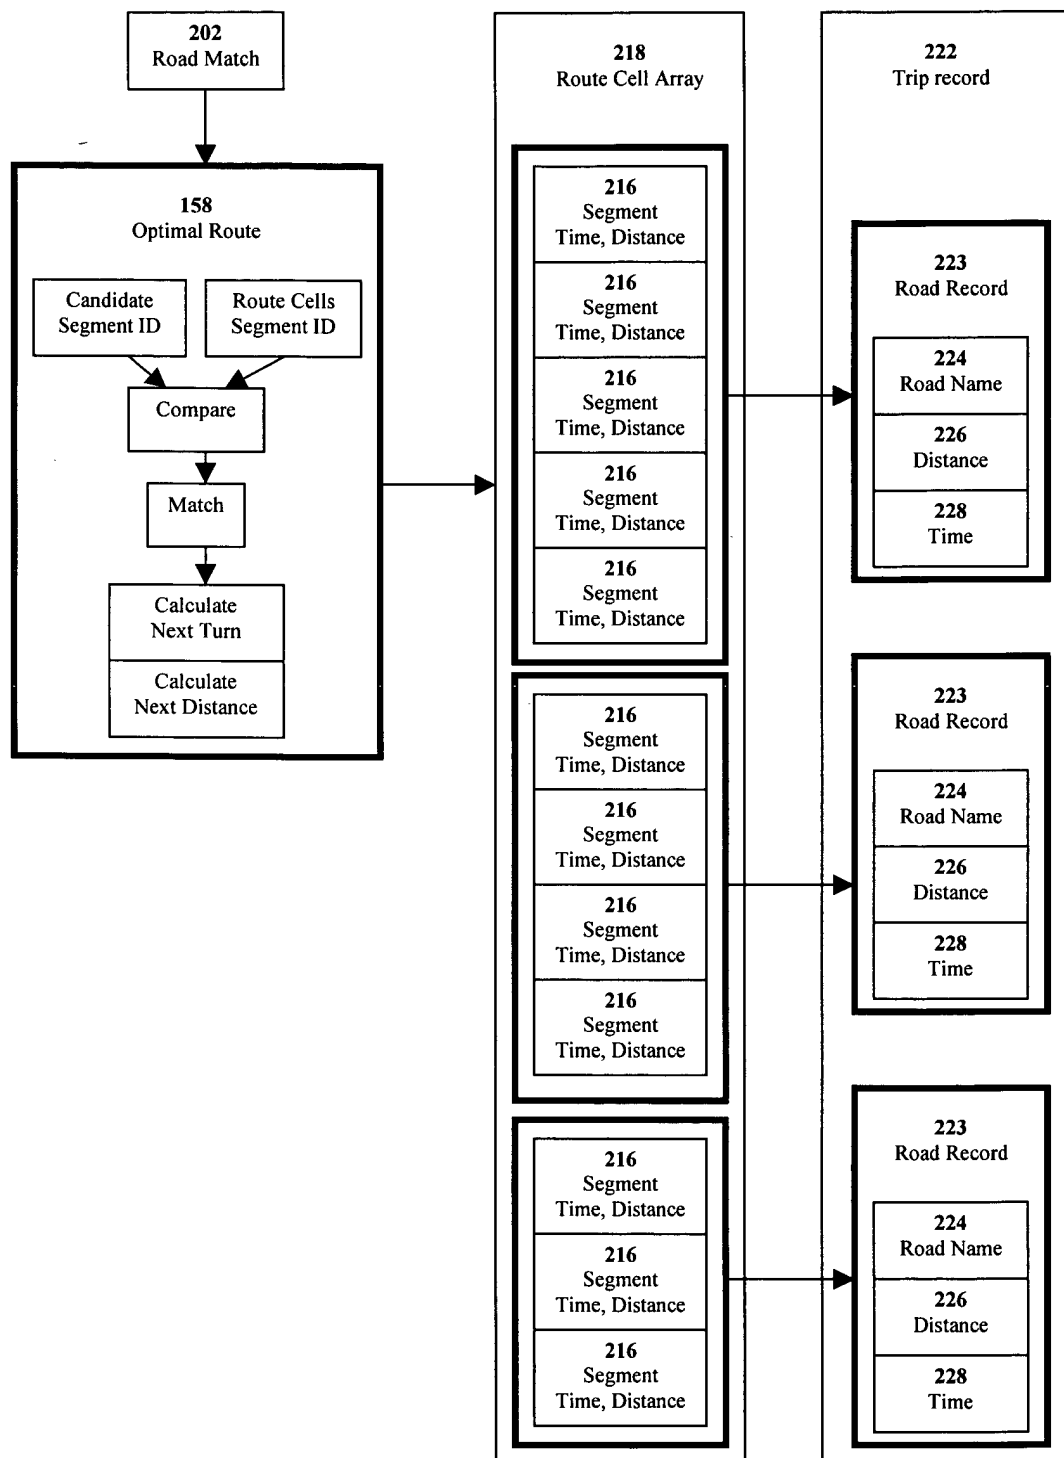 202
Road Match
158
Optimal Route
Candidate
Segment ID
Route Cells
Segment ID
Compare
Match
Calculate
Next Turn
Calculate
Next Distance
218
Route Cell Array
216
Segment
Time, Distance
216
Segment
Time, Distance
216
Segment
Time, Distance
216
Segment
Time, Distance
216
Segment
Time, Distance
216
Segment
Time, Distance
216
Segment
Time, Distance
216
Segment
Time, Distance
216
Segment
Time, Distance
216
Segment
Time, Distance
216
Segment
Time, Distance
216
Segment
Time, Distance
222
Trip record
223
Road Record
224
Road Name
226
Distance
228
Time
223
Road Record
224
Road Name
226
Distance
228
Time
223
Road Record
224
Road Name
226
Distance
228
Time